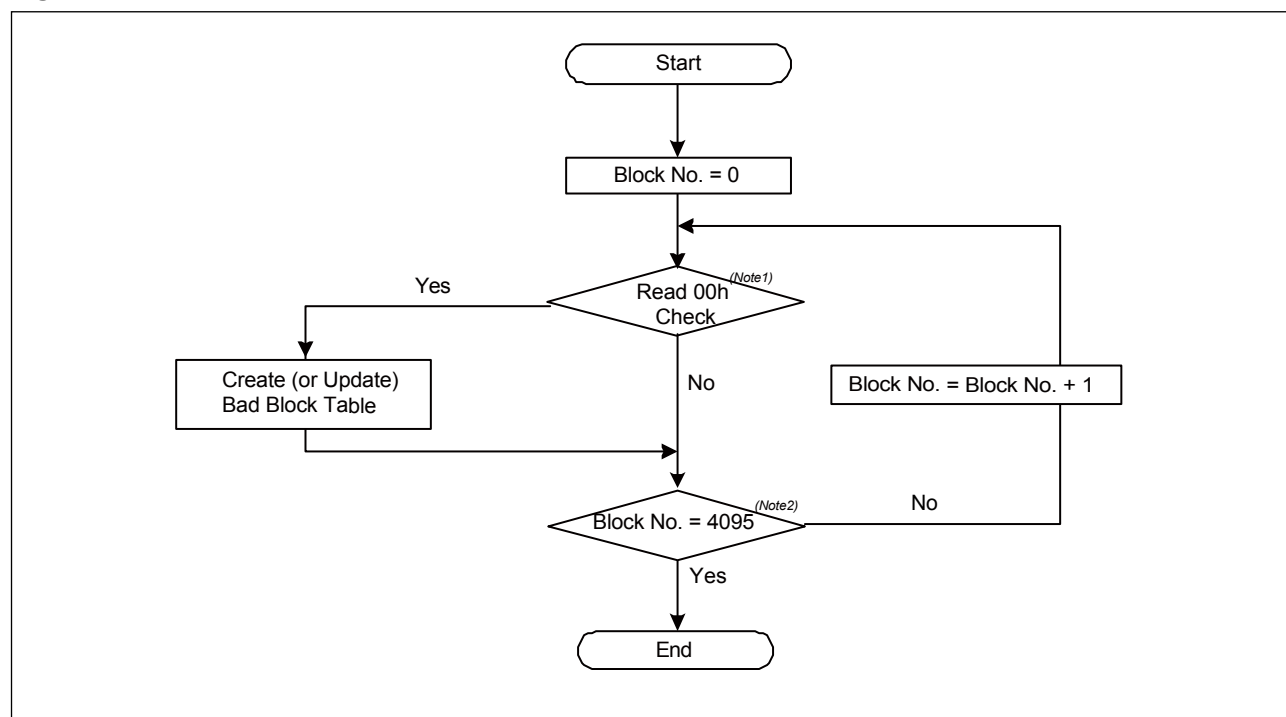 Start
Block No. = 0
(Note1)
Read 00h
Check
Yes
No
Create (or Update)
Bad Block Table
Block No. = Block No. + 1
(Note2)
Block No. = 4095
No
Yes
End